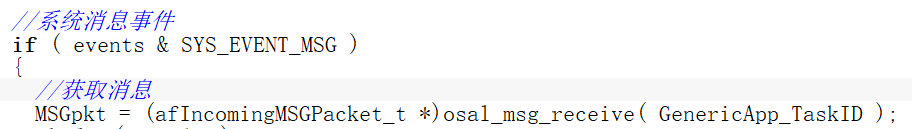 //系统消息事件
if ( events & SYS_EVENT_MSG )
{
//获取消息
MSGpkt = (afIncomingMSGPacket_t *)osal_msg_receive( GenericApp_TaskID );